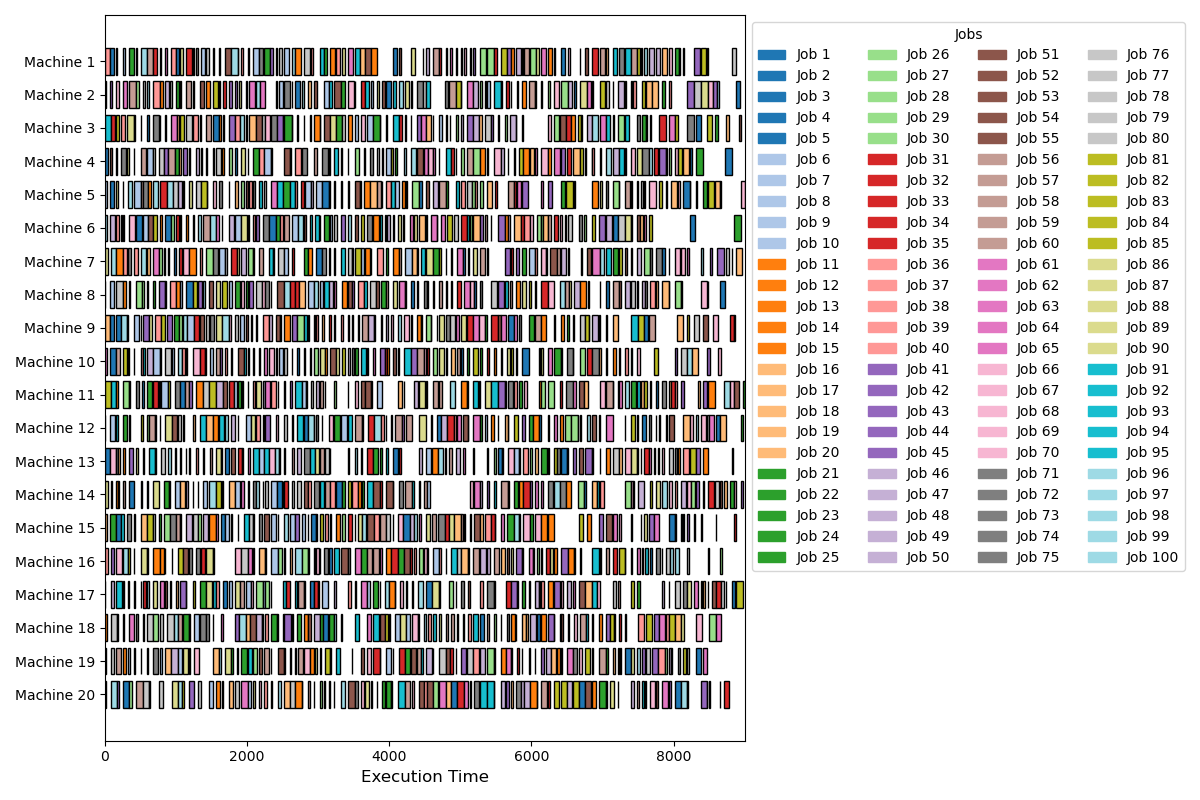 Machine 1
Machine 2
Machine 3
Machine 4
Machine 5
Machine 6
Machine 7
Machine 8
Machine 9
Machine 10
Machine 11
Machine 12
Machine 13
Machine 14
Machine 15
Machine 16
Machine 17
Machine 18
Machine 19
Machine 20
0 2000 4000 6000 8000
Execution Time
Jobs
Job 1 Job 26 Job 51 Job 76
Job 2 Job 27 Job 52 Job 77
Job 3 Job 28 Job 53 Job 78
Job 4 Job 29 Job 54 Job 79
Job 5 Job 30 Job 55 Job 80
Job 6 Job 31 Job 56 Job 81
Job 7 Job 32 Job 57 Job 82
Job 8 Job 33 Job 58 Job 83
Job 9 Job 34 Job 59 Job 84
Job 10 Job 35 Job 60 Job 85
Job 11 Job 36 Job 61 Job 86
Job 12 Job 37 Job 62 Job 87
Job 13 Job 38 Job 63 Job 88
Job 14 Job 39 Job 64 Job 89
Job 15 Job 40 Job 65 Job 90
Job 16 Job 41 Job 66 Job 91
Job 17 Job 42 Job 67 Job 92
Job 18 Job 43 Job 68 Job 93
Job 19 Job 44 Job 69 Job 94
Job 20 Job 45 Job 70 Job 95
Job 21 Job 46 Job 71 Job 96
Job 22 Job 47 Job 72 Job 97
Job 23 Job 48 Job 73 Job 98
Job 24 Job 49 Job 74 Job 99
Job 25 Job 50 Job 75 Job 100